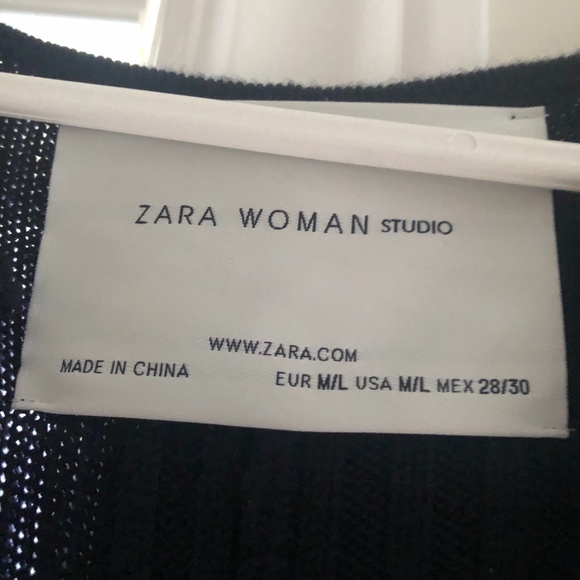 ZARA WOMAN STUDIO
WWW.ZARA.COM
MADE IN CHINA
EUR M/L USA M/L MEX 28/30